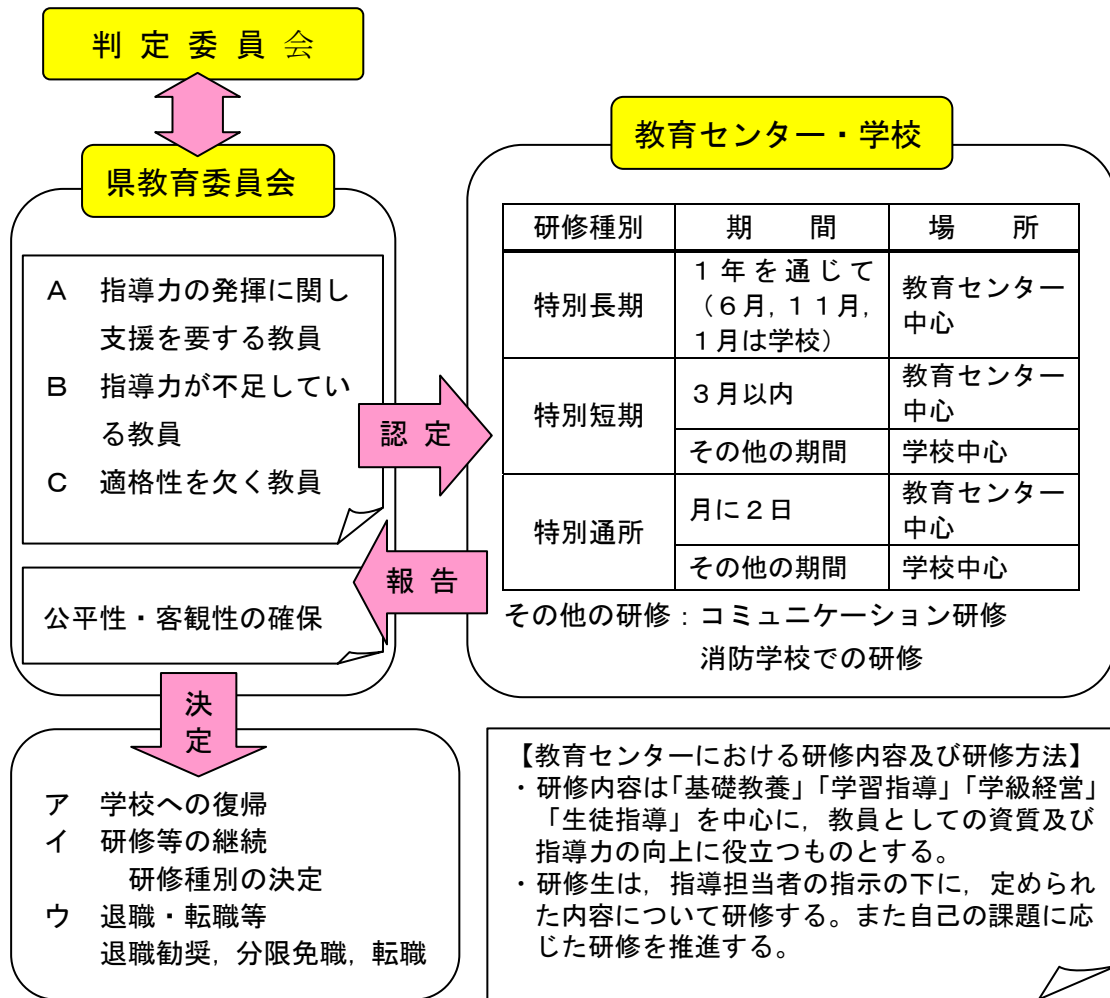 判定委員会
県教育委員会
A 指導力の発揮に関し
支援を要する教員
B 指導力が不足してい
る教員
C 適格性を欠く教員
公平性・客観性の確保
認定
報告
教育センター・学校
研修種別 期間 場所
特別長期 1年を通じて
(6月,11月,
1月は学校) 教育センター
中心
特別短期 3月以内 教育センター
中心
その他の期間 学校中心
特別通所 月に2日 教育センター
中心
その他の期間 学校中心
その他の研修:コミュニケーション研修
消防学校での研修
決
定
ア 学校への復帰
イ 研修等の継続
研修種別の決定
ウ 退職・転職等
退職勧奨,分限免職,転職
【教育センターにおける研修内容及び研修方法】
・研修内容は「基礎教養」「学習指導」「学級経営」
「生徒指導」を中心に,教員としての資質及び
指導力の向上に役立つものとする。
・研修生は,指導担当者の指示の下に,定められ
た内容について研修する。また自己の課題に応
じた研修を推進する。